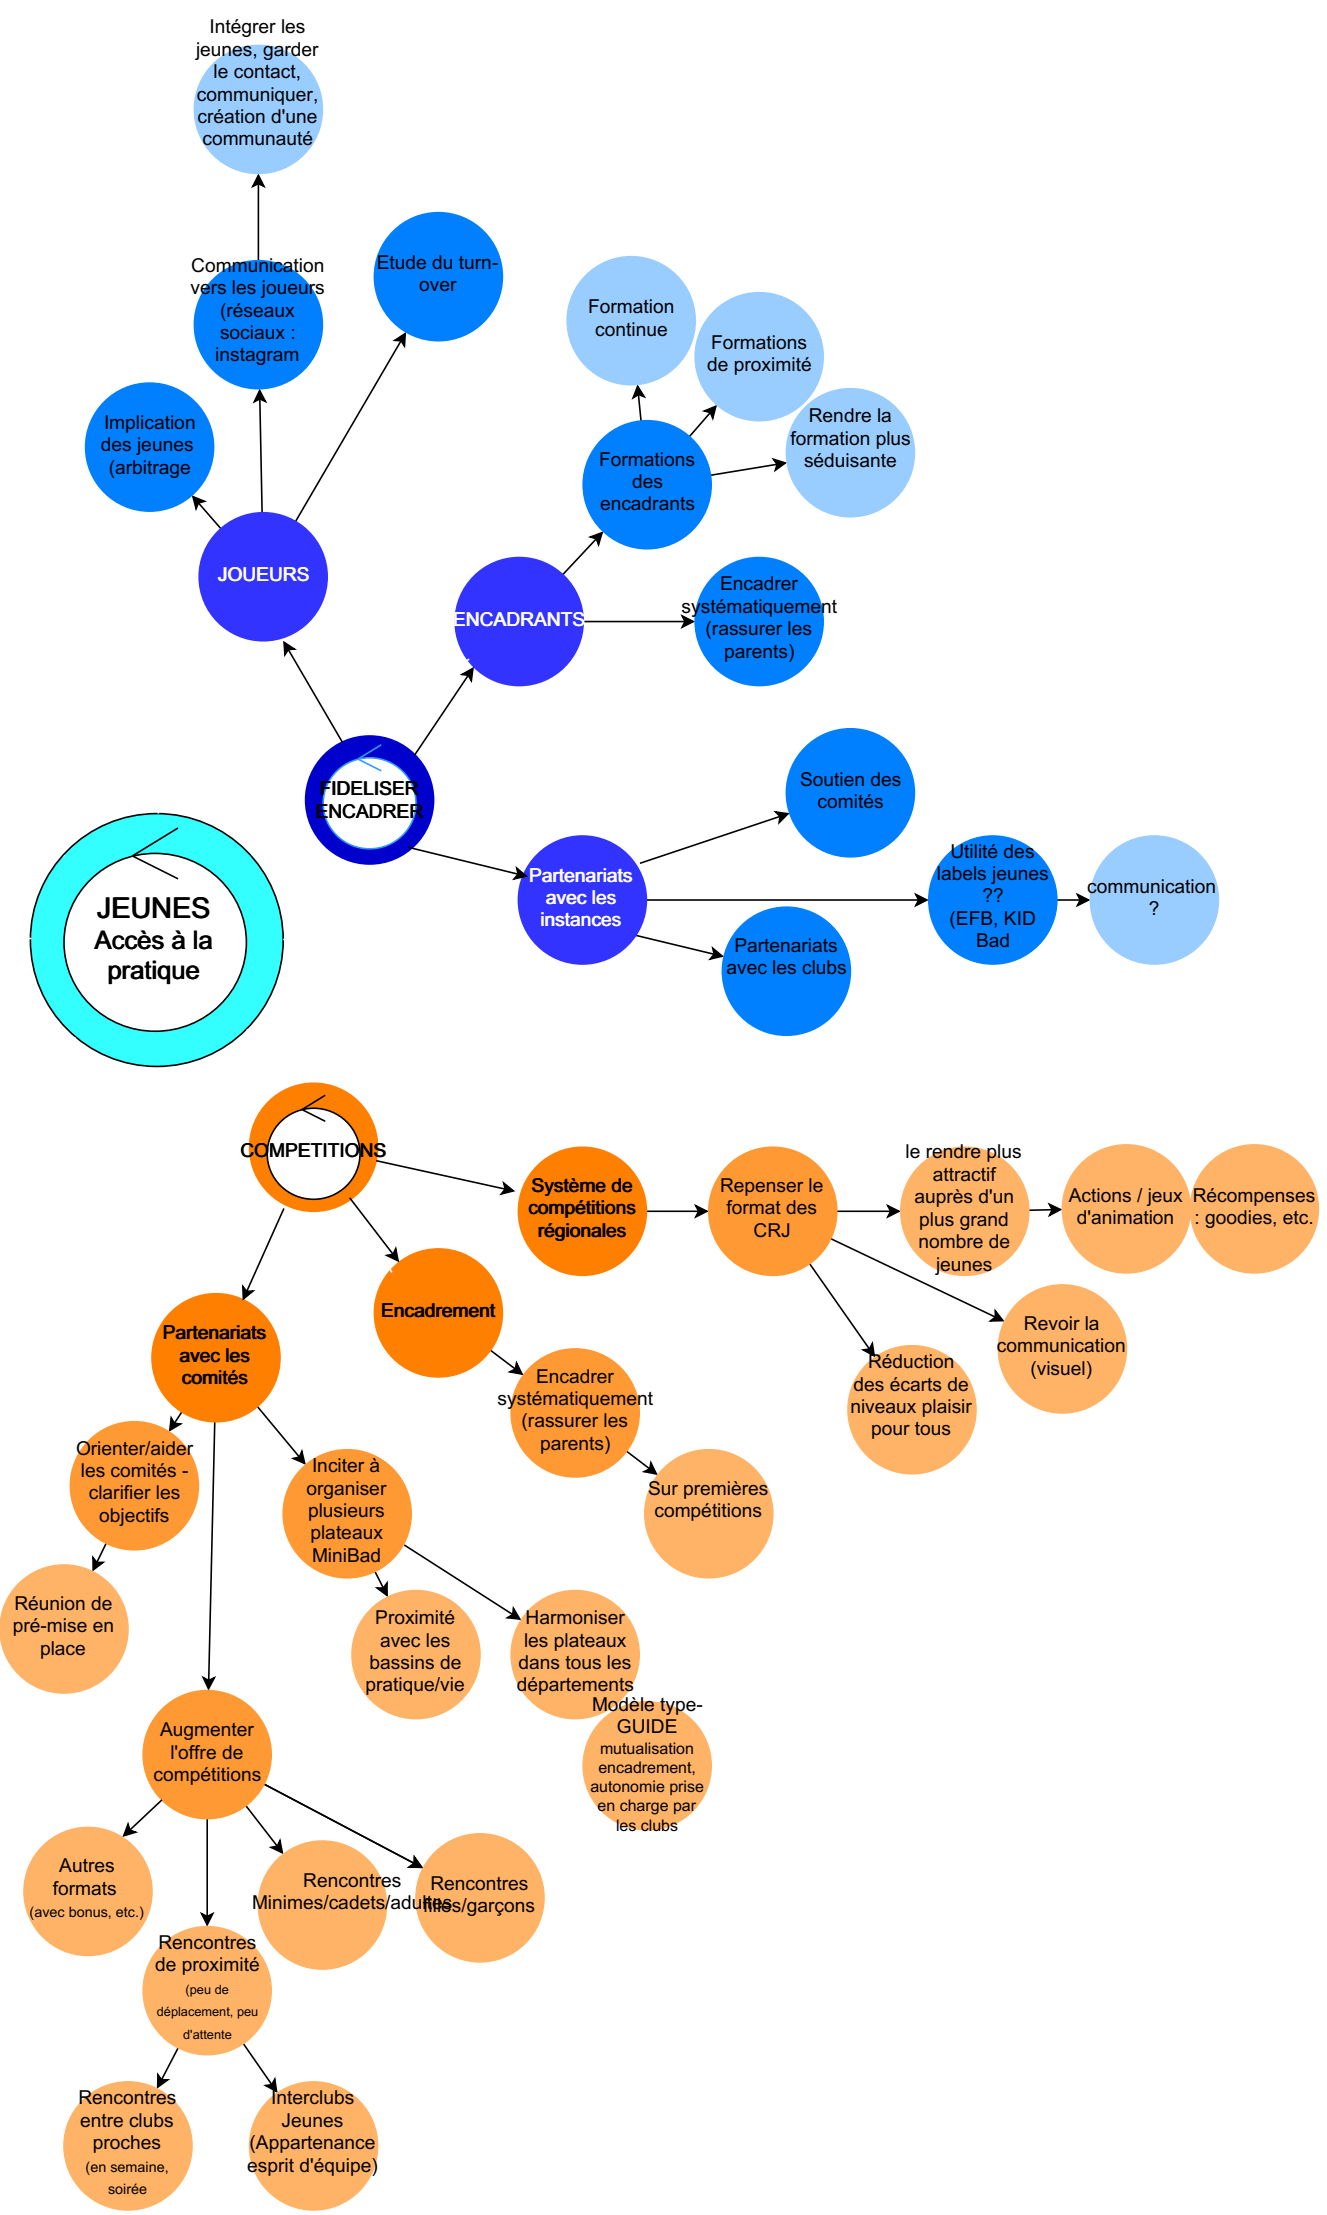 Intégrer les
jeunes, garder
le contact,
communiquer,
création d'une
communauté
Communication
vers les joueurs
(réseaux
sociaux :
instagram
Etude du turn-
over
Implication
des jeunes
(arbitrage
JOUEURS
Formation
continue
Formations
de proximité
Rendre la
formation plus
séduisante
Formations
des
encadrants
ENCADRANTS
Encadrer
systématiquement
(rassurer les
parents)
FIDELISER
ENCADRER
Soutien des
comités
Partenariats
avec les
instances
Utilité des
labels jeunes
??
(EFB, KID
Bad
communication
?
Partenariats
avec les clubs
JEUNES
Accès à la
pratique
COMPETITIONS
Système de
compétitions
régionales
Repenser le
format des
CRJ
le rendre plus
attractif
auprès d'un
plus grand
nombre de
jeunes
Actions / jeux
d'animation
Récompenses
: goodies, etc.
Revoir la
communication
(visuel)
Réduction
des écarts de
niveaux plaisir
pour tous
Encadrement
Encadrer
systématiquement
(rassurer les
parents)
Sur premières
compétitions
Partenariats
avec les
comités
Orienter/aider
les comités -
clarifier les
objectifs
Réunion de
pré-mise en
place
Inciter à
organiser
plusieurs
plateaux
MiniBad
Proximité
avec les
bassins de
pratique/vie
Harmoniser
les plateaux
dans tous les
départements
Modèle type-
GUIDE
mutualisation
encadrement,
autonomie prise
en charge par
les clubs
Augmenter
l'offre de
compétitions
Autres
formats
(avec bonus, etc.)
Rencontres
Minimes/cadets/adultes
Rencontres
filles/garçons
Rencontres
de proximité
(peu de
déplacement, peu
d'attente
Rencontres
entre clubs
proches
(en semaine,
soirée
Interclubs
Jeunes
(Appartenance
esprit d'équipe)